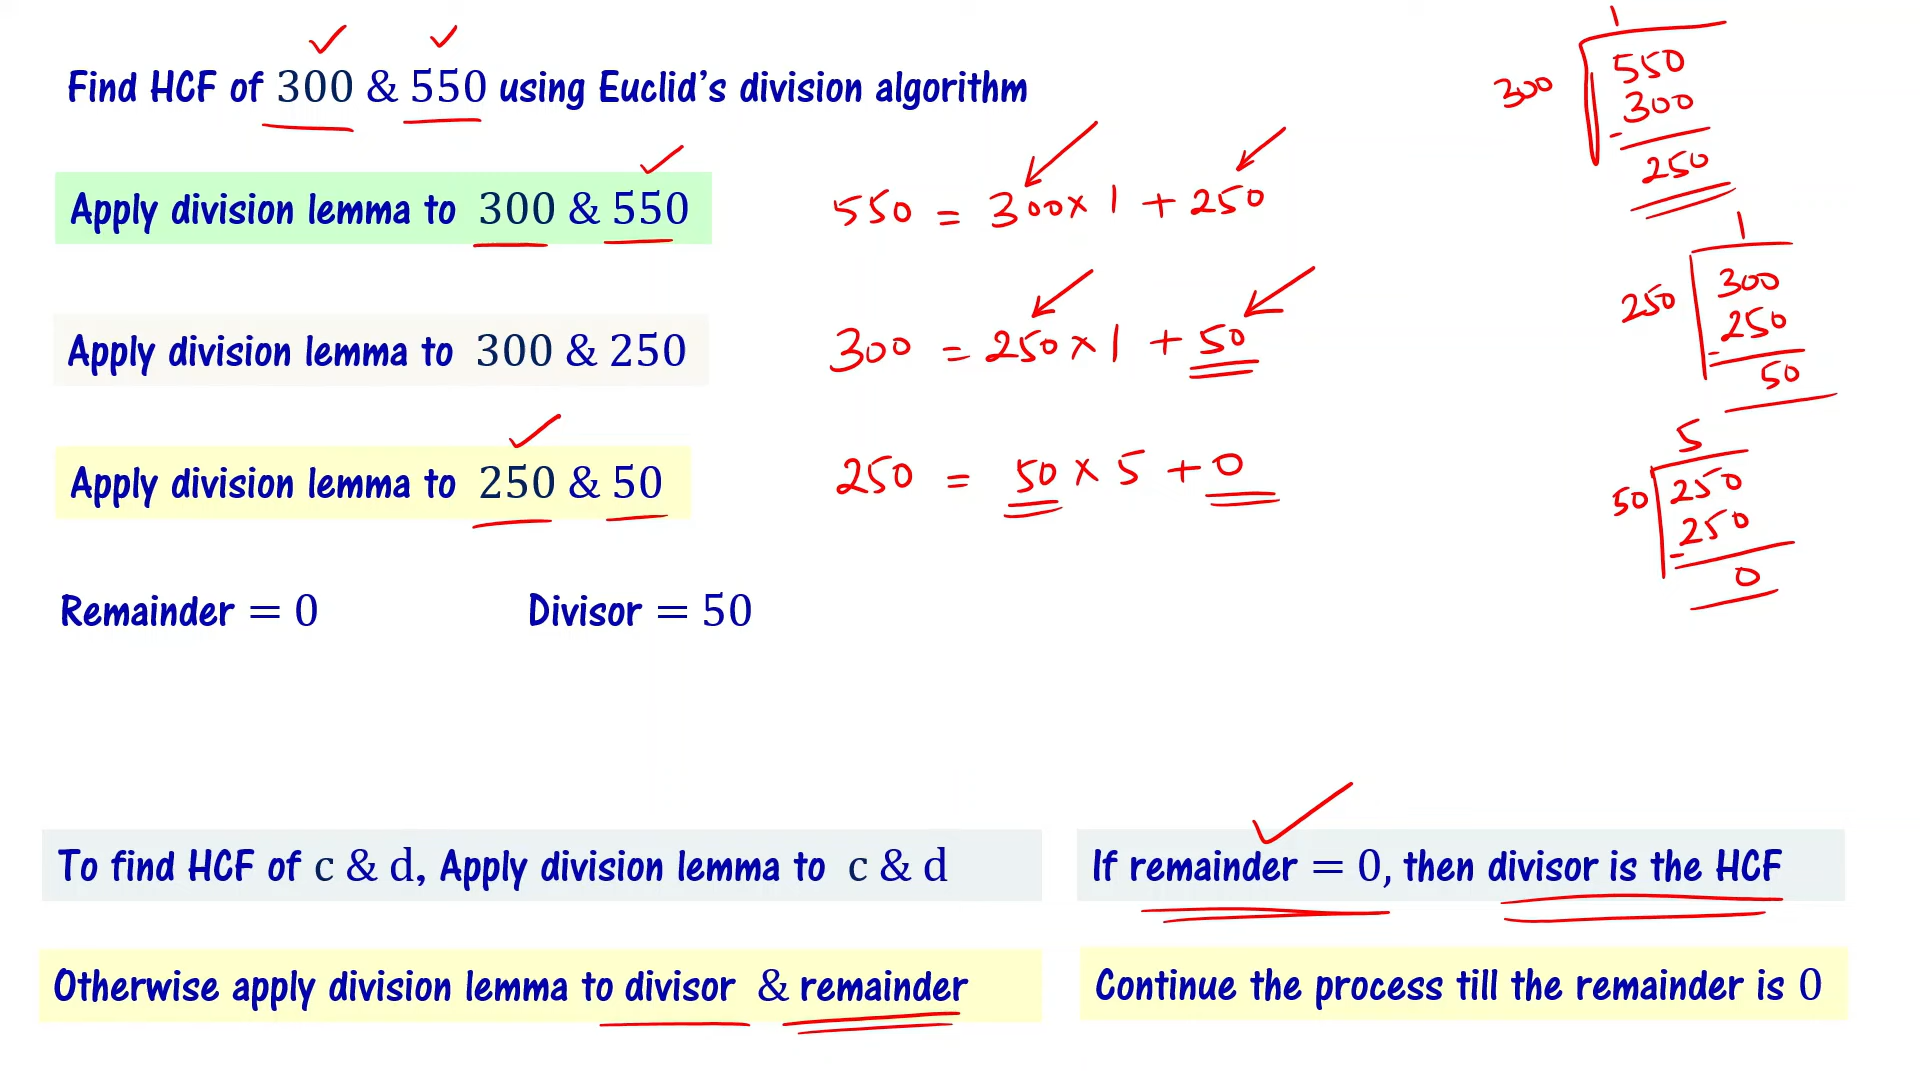 Find HCF of 300 & 550 using Euclid's division algorithm
Apply division lemma to 300 & 550
550 = 300 × 1 + 250
Apply division lemma to 300 & 250
300 = 250 × 1 + 50
Apply division lemma to 250 & 50
250 = 50 × 5 + 0
Remainder = 0
Divisor = 50
1
300 550
- 300
250
1
250 300
- 250
50
5
50 250
- 250
0
To find HCF of c & d, Apply division lemma to c & d
If remainder = 0, then divisor is the HCF
Otherwise apply division lemma to divisor & remainder
Continue the process till the remainder is 0